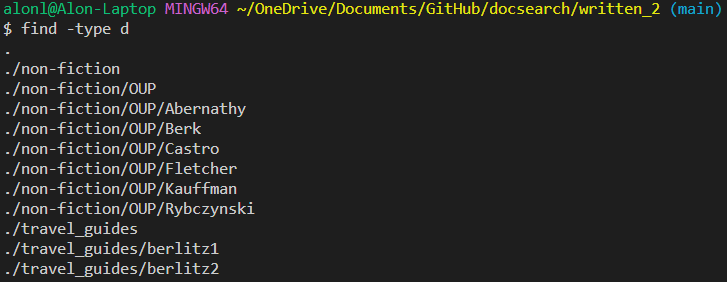 alonl@Alon-Laptop MINGW64 ~/OneDrive/Documents/GitHub/docsearch/written_2 (main)
$ find -type d
.
./non-fiction
./non-fiction/OUP
./non-fiction/OUP/Abernathy
./non-fiction/OUP/Berk
./non-fiction/OUP/Castro
./non-fiction/OUP/Fletcher
./non-fiction/OUP/Kauffman
./non-fiction/OUP/Rybczynski
./travel_guides
./travel_guides/berlitz1
./travel_guides/berlitz2